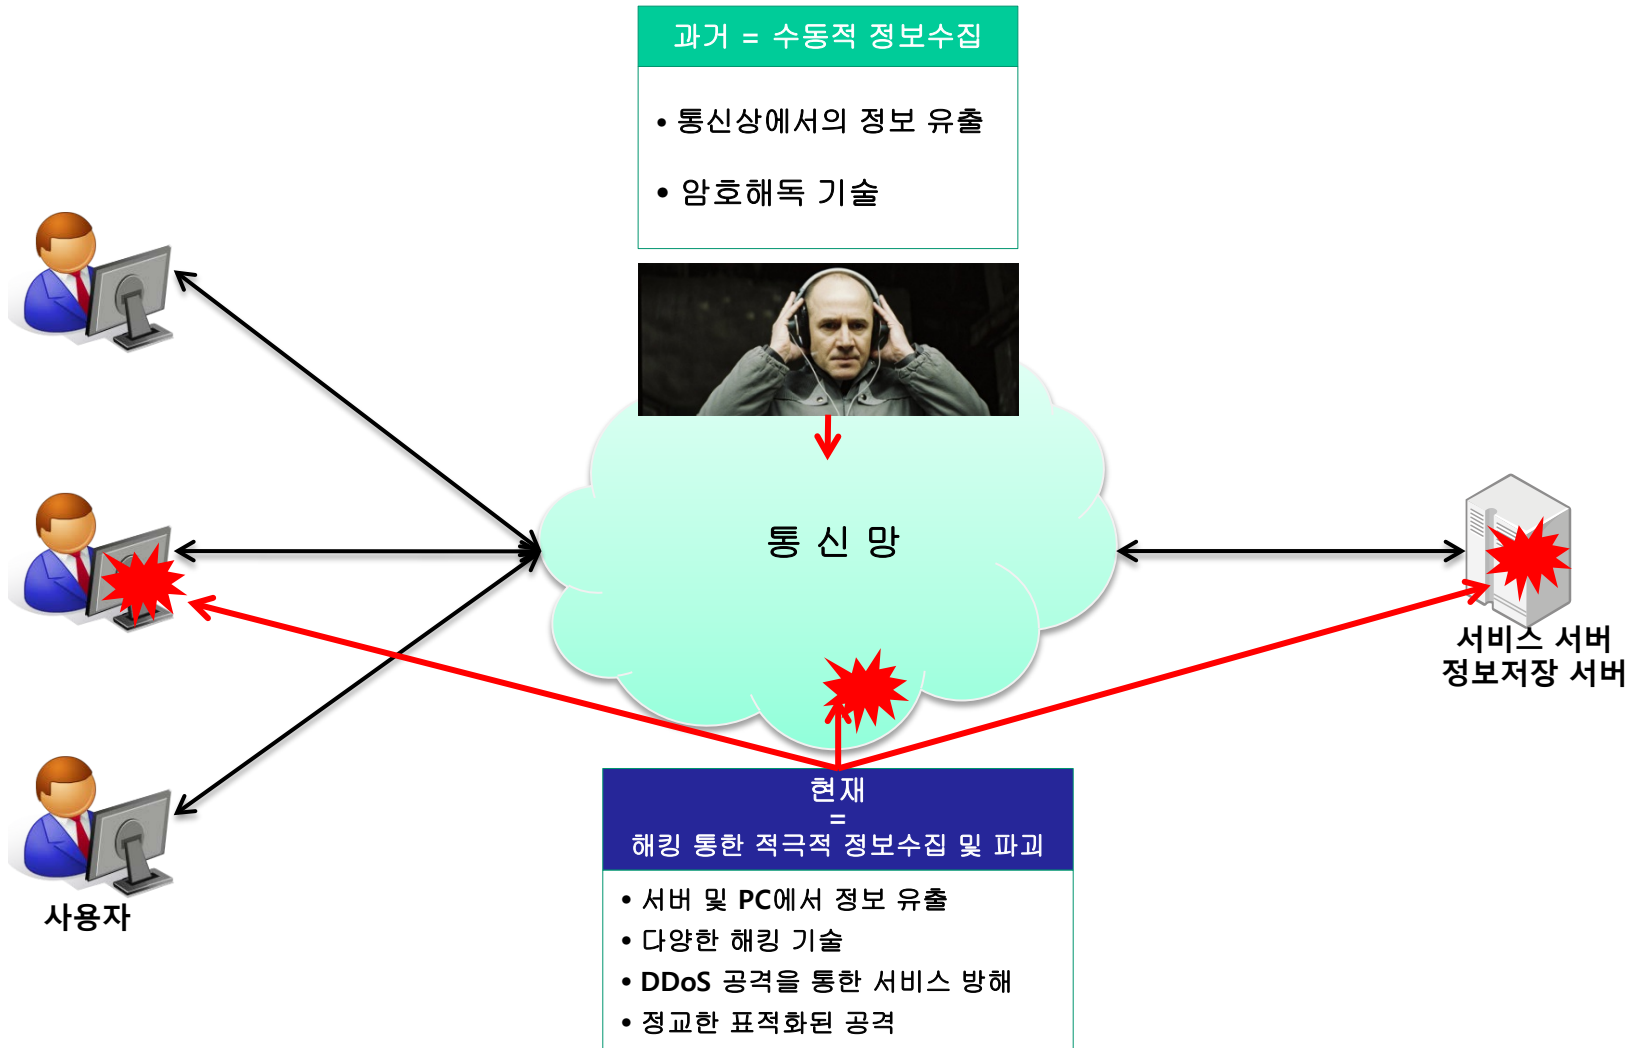 과거 = 수동적 정보수집
• 통신상에서의 정보 유출
• 암호해독 기술
통 신 망
서비스 서버
정보저장 서버
사용자
현재
=
해킹 통한 적극적 정보수집 및 파괴
• 서버 및 PC에서 정보 유출
• 다양한 해킹 기술
• DDoS 공격을 통한 서비스 방해
• 정교한 표적화된 공격